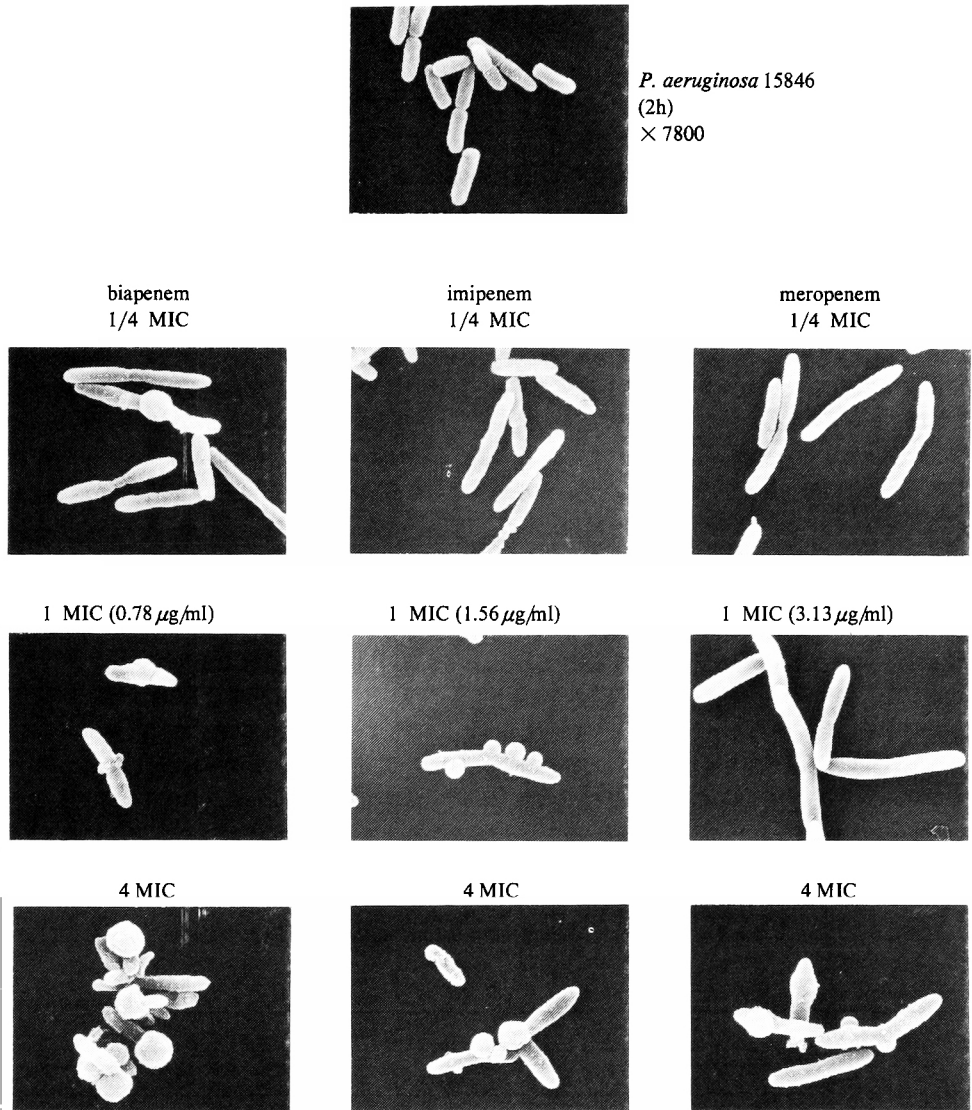 P. aeruginosa 15846
(2h)
× 7800
biapenem
1/4 MIC
imipenem
1/4 MIC
meropenem
1/4 MIC
1 MIC (0.78 µg/ml)
1 MIC (1.56 µg/ml)
1 MIC (3.13 µg/ml)
4 MIC
4 MIC
4 MIC